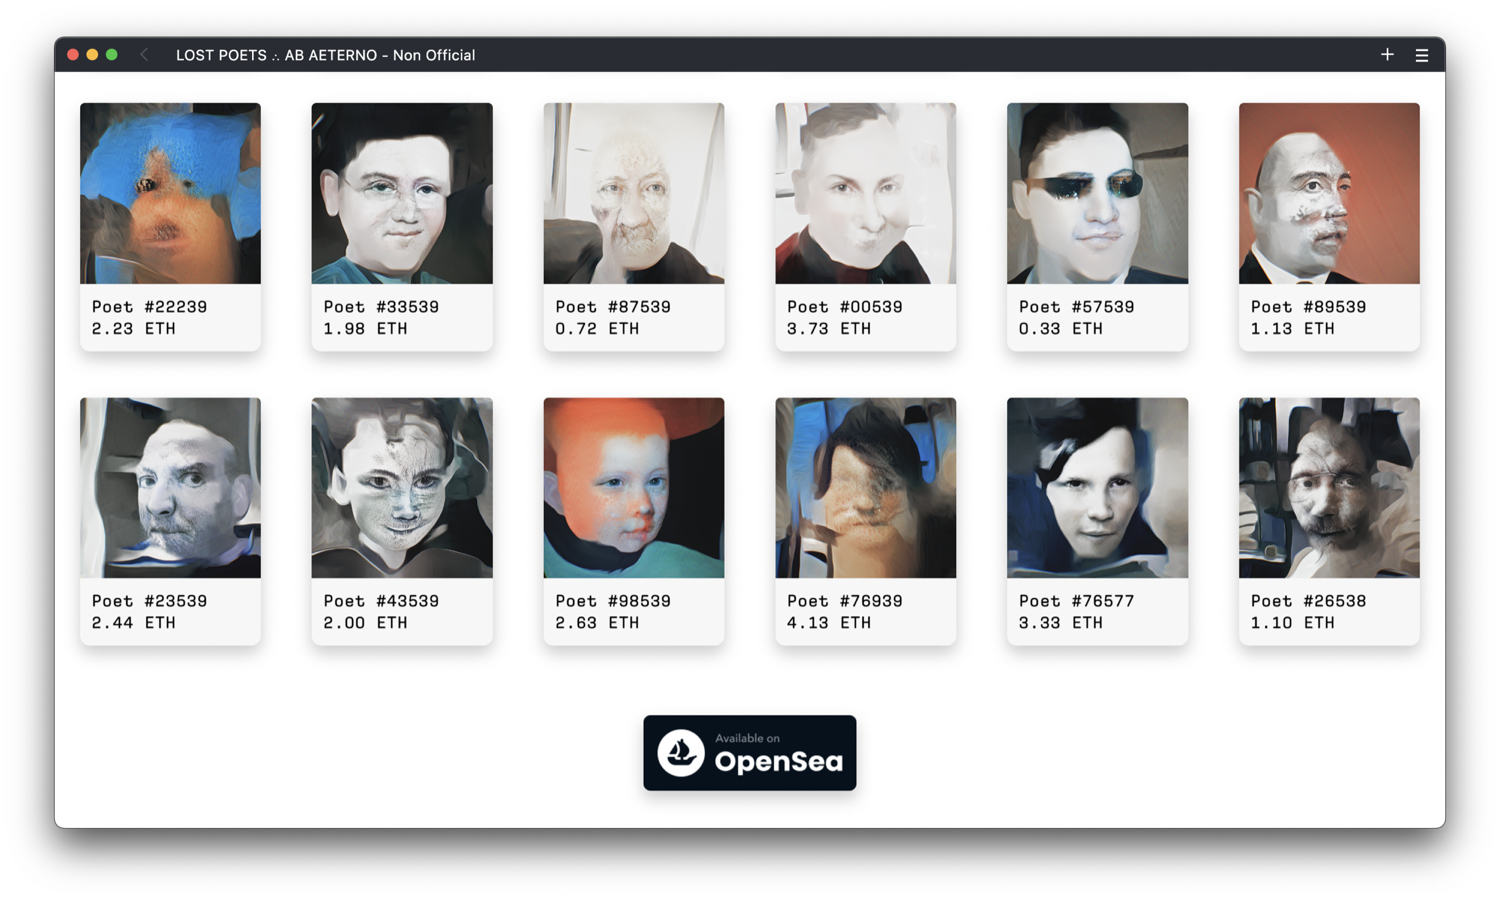 LOST POETS ∴ AB AETERNO - Non Official
Poet #22239
2.23 ETH
Poet #33539
1.98 ETH
Poet #87539
0.72 ETH
Poet #00539
3.73 ETH
Poet #57539
0.33 ETH
Poet #89539
1.13 ETH
Poet #23539
2.44 ETH
Poet #43539
2.00 ETH
Poet #98539
2.63 ETH
Poet #76939
4.13 ETH
Poet #76577
3.33 ETH
Poet #26538
1.10 ETH
Available on
OpenSea